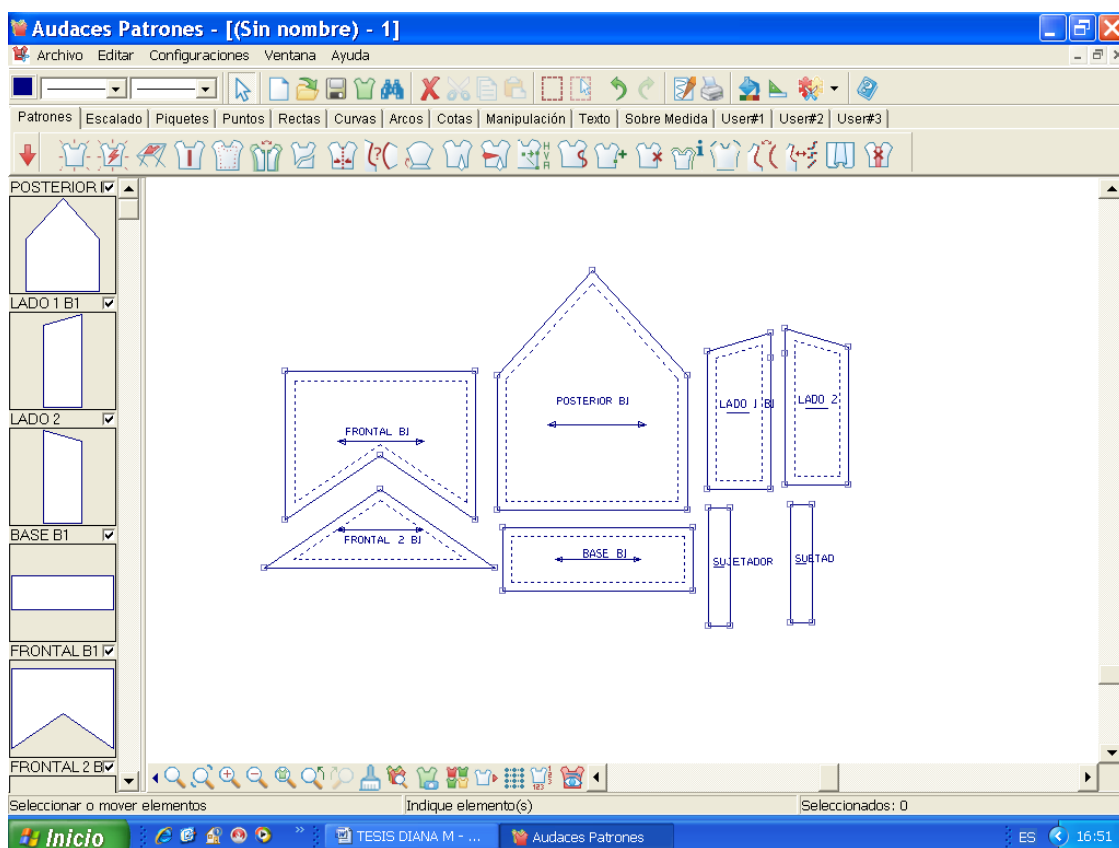 Audaces Patrones - [(Sin nombre) - 1]
Archivo Editar Configuraciones Ventana Ayuda
Patrones Escalado Piquetes Puntos Rectas Curvas Arcos Cotas Manipulación Texto Sobre Medida User#1 User#2 User#3
POSTERIOR
LADO 1 B1
LADO 2
BASE B1
FRONTAL B1
FRONTAL 2 B
POSTERIOR BJ
LADO 1 BJ
LADO 2
FRONTAL BJ
FRONTAL 2 BJ
BASE BJ
SUJETADOR
SUETAD
Seleccionar o mover elementos Indique elemento(s) Seleccionados: 0
Inicio TESIS DIANA M - ... Audaces Patrones ES 16:51